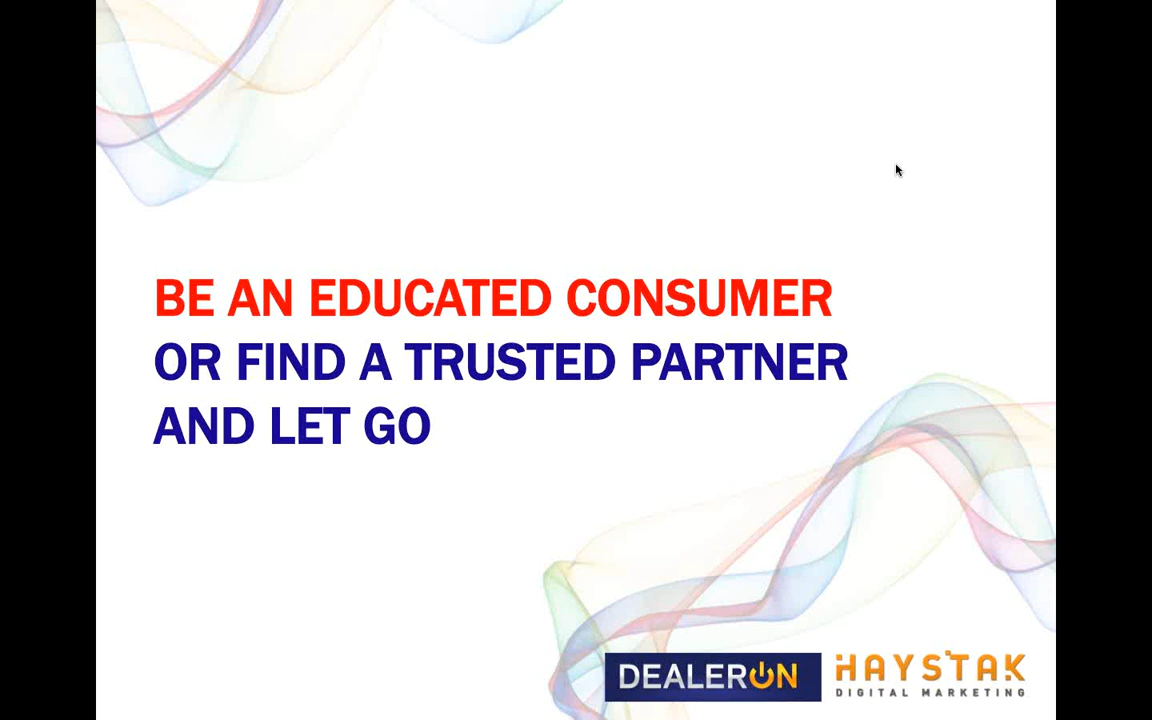 BE AN EDUCATED CONSUMER
OR FIND A TRUSTED PARTNER
AND LET GO
DEALERON
HAYSTAK
DIGITAL MARKETING